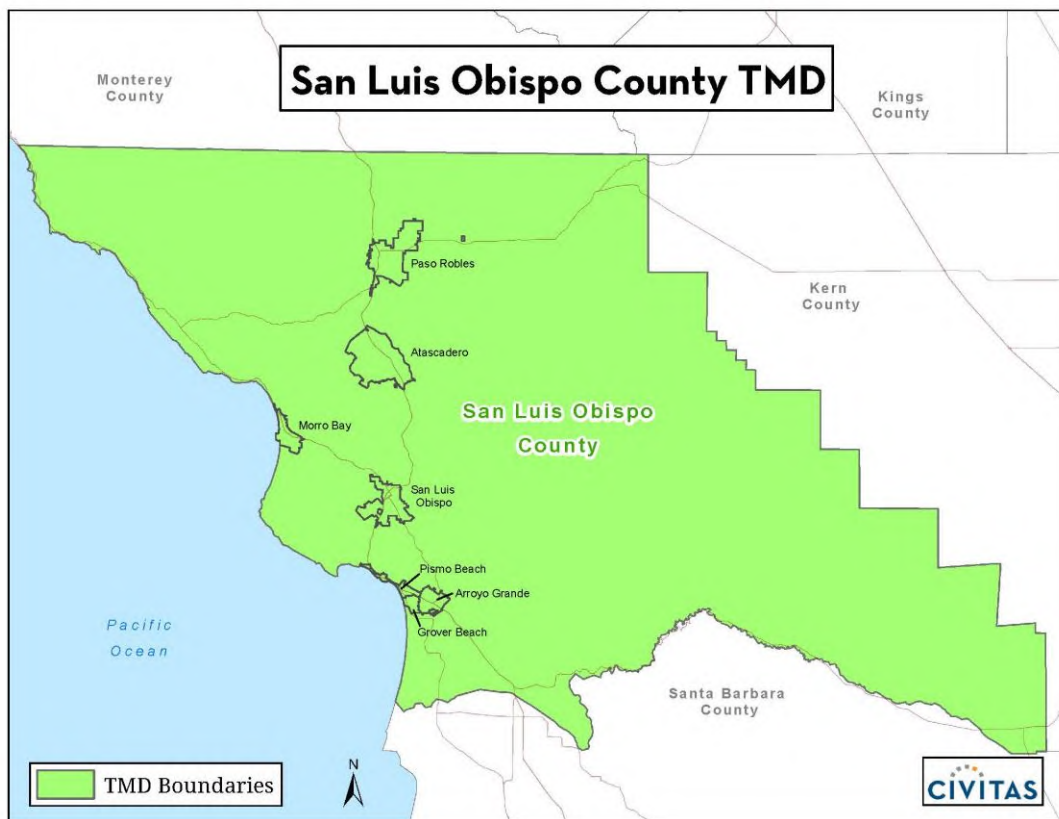 San Luis Obispo County TMD
Monterey
County
Kings
County
Paso Robles
Kern
County
Atascadero
San Luis Obispo
County
Morro Bay
San Luis
Obispo
Pismo Beach
Arroyo Grande
Grover Beach
Pacific
Ocean
Santa Barbara
County
TMD Boundaries
N
CIVITAS